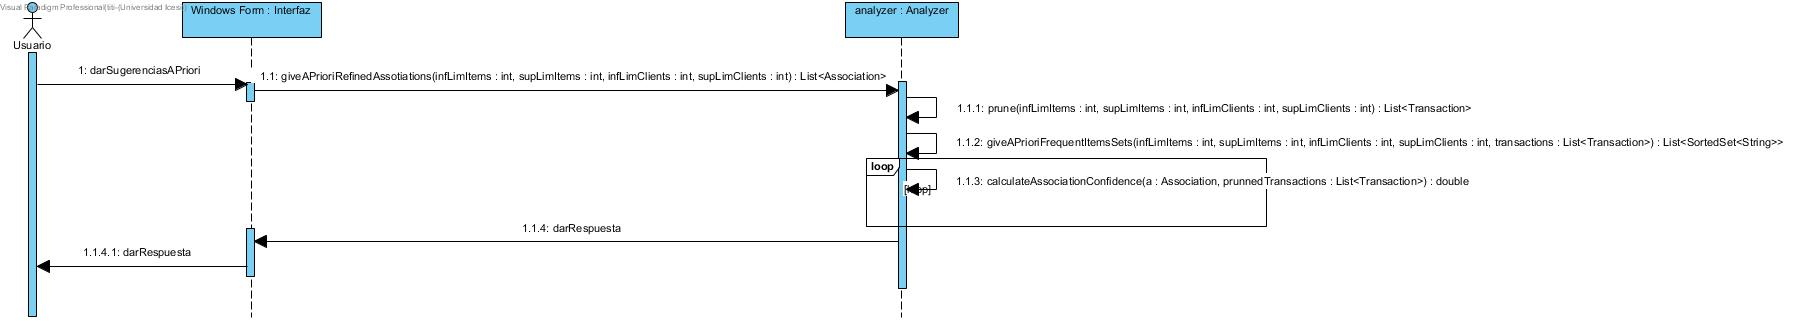 Visual Paradigm Professional(titi-(Universidad Icesi
Windows Form : Interfaz
analyzer : Analyzer
Usuario
1: darSugerenciasAPriori
1.1: giveAPrioriRefinedAssotiations(infLimItems : int, supLimItems : int, infLimClients : int, supLimClients : int) : List<Association>
1.1.1: prune(infLimItems : int, supLimItems : int, infLimClients : int, supLimClients : int) : List<Transaction>
1.1.2: giveAPrioriFrequentItemsSets(infLimItems : int, supLimItems : int, infLimClients : int, supLimClients : int, transactions : List<Transaction>) : List<SortedSet<String>>
loop
1.1.3: calculateAssociationConfidence(a : Association, prunnedTransactions : List<Transaction>) : double
1.1.4: darRespuesta
1.1.4.1: darRespuesta